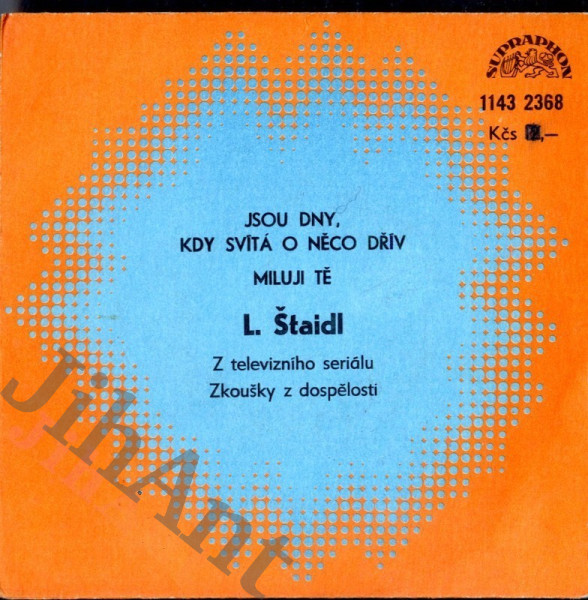 SUPRAPHON
1143 2368
Kčs ,—
JSOU DNY,
KDY SVÍTÁ O NĚCO DŘÍV
MILUJI TĚ
L. Štaidl
Z televizního seriálu
Zkoušky z dospělosti
JihAnt